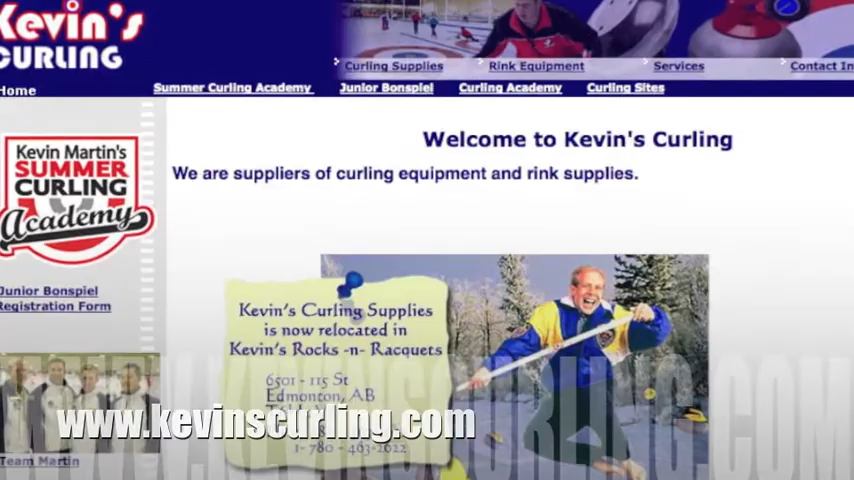 Kevin's
CURLING
Curling Supplies Rink Equipment Services Contact In
Home Summer Curling Academy Junior Bonspiel Curling Academy Curling Sites
Welcome to Kevin's Curling
We are suppliers of curling equipment and rink supplies.
Kevin Martin's
SUMMER
CURLING
Academy
Junior Bonspiel
Registration Form
Kevin's Curling Supplies
is now relocated in
Kevin's Rocks -n- Racquets
6501 - 115 St
Edmonton, AB
www.kevinscurling.com
1- 780 - 463-2022
Team Martin